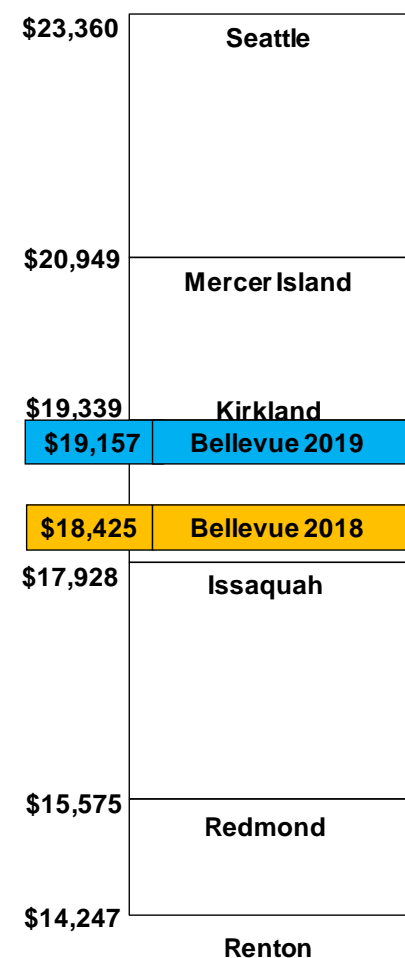 $23,360
Seattle
$20,949
Mercer Island
$19,339 Kirkland
$19,157 Bellevue 2019
$18,425 Bellevue 2018
$17,928 Issaquah
$15,575
Redmond
$14,247
Renton